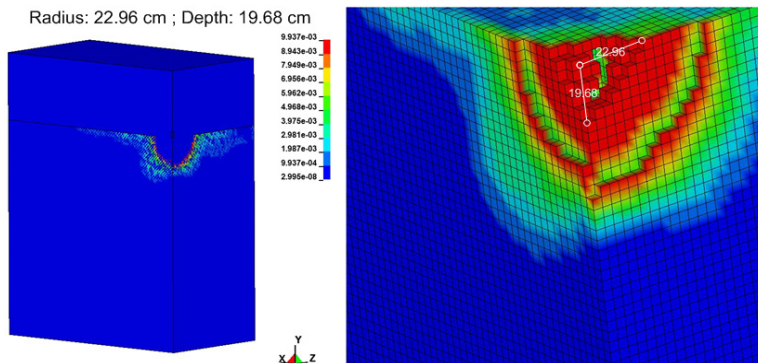 Radius: 22.96 cm ; Depth: 19.68 cm
9.937e-03
8.943e-03
7.949e-03
6.956e-03
5.962e-03
4.968e-03
3.975e-03
2.981e-03
1.987e-03
9.937e-04
2.995e-08
Y
X Z
22.96
19.68